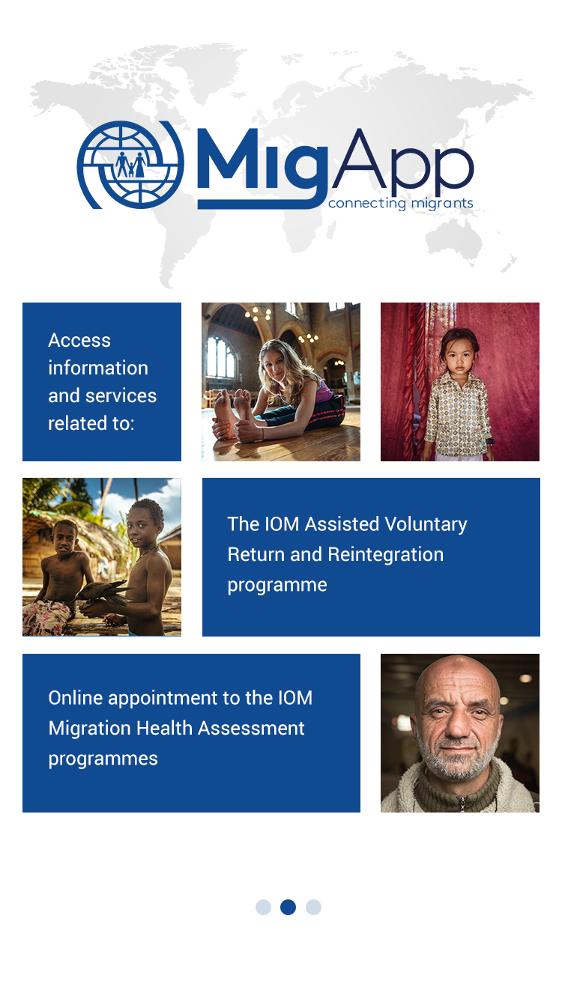 MigApp
connecting migrants
Access
information
and services
related to:
The IOM Assisted Voluntary
Return and Reintegration
programme
Online appointment to the IOM
Migration Health Assessment
programmes